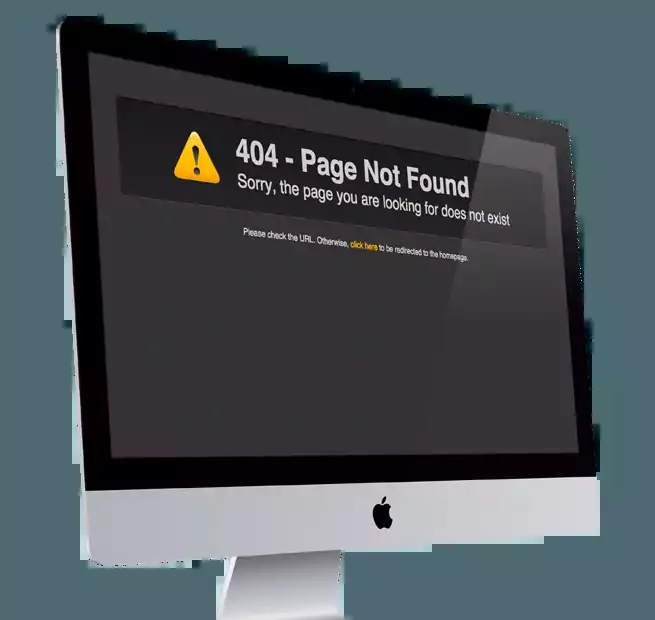 404 - Page Not Found
Sorry, the page you are looking for does not exist
Please check the URL. Otherwise, click here to be redirected to the homepage.